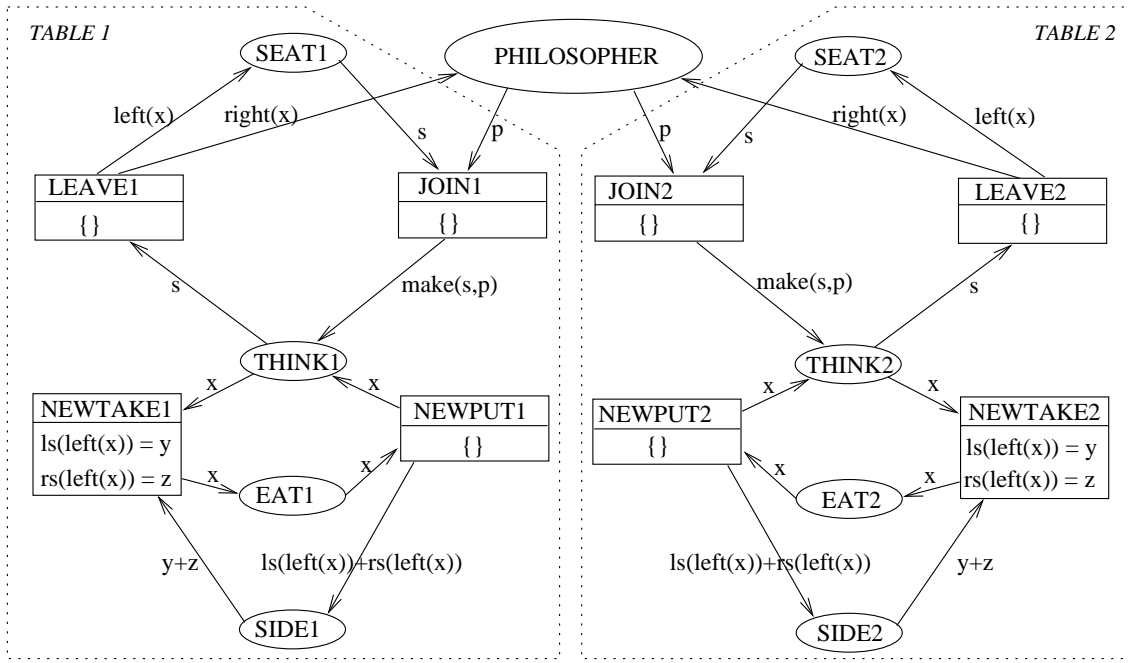 TABLE 1
SEAT1
PHILOSOPHER
SEAT2
TABLE 2
left(x)
right(x)
s
p
p
s
right(x)
left(x)
LEAVE1
{}
JOIN1
{}
JOIN2
{}
LEAVE2
{}
s
make(s,p)
make(s,p)
s
THINK1
THINK2
x
x
x
x
NEWTAKE1
ls(left(x)) = y
rs(left(x)) = z
NEWPUT1
{}
NEWPUT2
{}
NEWTAKE2
ls(left(x)) = y
rs(left(x)) = z
x
EAT1
x
x
EAT2
x
y+z
ls(left(x))+rs(left(x))
ls(left(x))+rs(left(x))
y+z
SIDE1
SIDE2